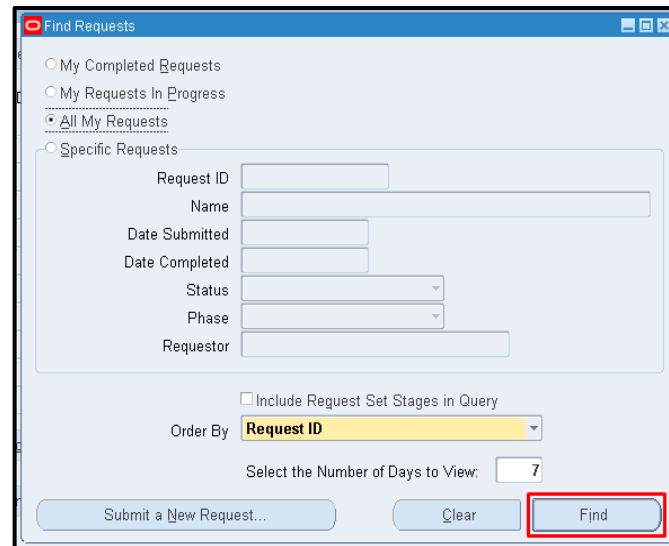 Find Requests
My Completed Requests
My Requests In Progress
All My Requests
Specific Requests
Request ID
Name
Date Submitted
Date Completed
Status
Phase
Requestor
Include Request Set Stages in Query
Order By Request ID
Select the Number of Days to View: 7
Submit a New Request... Clear Find